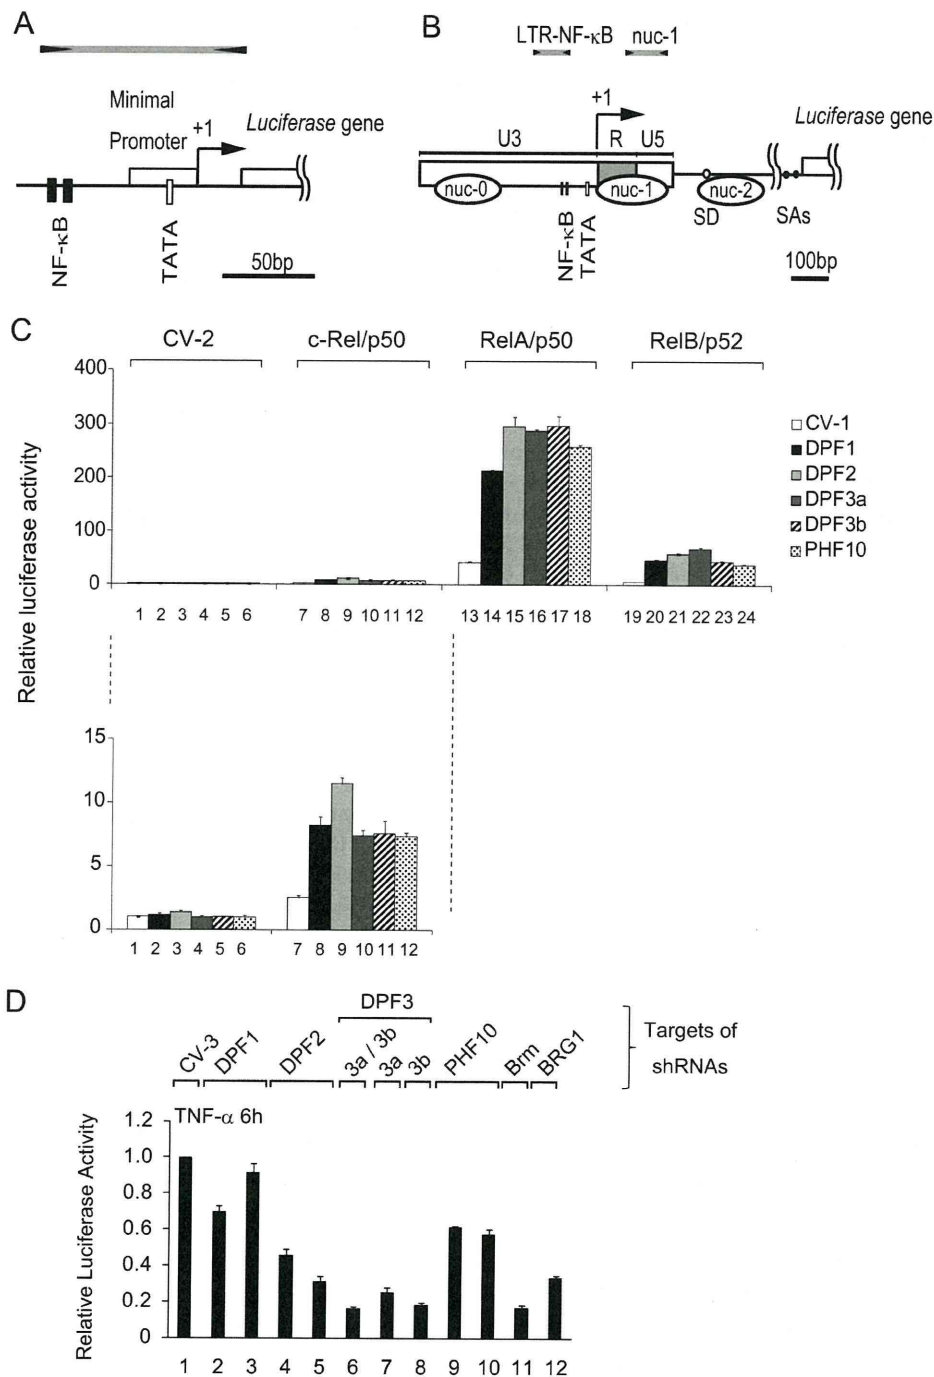 A
Minimal
Promoter
+1
Luciferase gene
NF-κB
TATA
50bp
B
LTR-NF-κB nuc-1
+1
Luciferase gene
U3 R U5
nuc-0 nuc-1 nuc-2
NF-κB
TATA
SD
SAs
100bp
C
CV-2 c-Rel/p50 RelA/p50 RelB/p52
Relative luciferase activity
400
300
200
100
0
1 2 3 4 5 6 7 8 9 10 11 12 13 14 15 16 17 18 19 20 21 22 23 24
CV-1
DPF1
DPF2
DPF3a
DPF3b
PHF10
15
10
5
0
1 2 3 4 5 6 7 8 9 10 11 12
D
DPF3
CV-3 DPF1 DPF2 3a / 3b 3a 3b PHF10 Brm BRG1
Targets of
shRNAs
TNF-α 6h
Relative Luciferase Activity
1.2
1.0
0.8
0.6
0.4
0.2
0
1 2 3 4 5 6 7 8 9 10 11 12